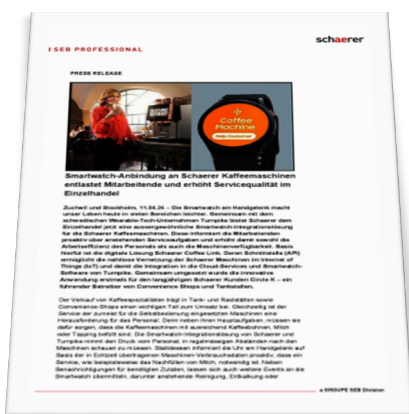 schaerer
SEB PROFESSIONAL
PRESS RELEASE
Coffee
Machine
Help Customer
Smartwatch-Anbindung an Schaerer Kaffeemaschinen
entlastet Mitarbeitende und erhöht Servicequalität im
Einzelhandel
Zuchwil und Stockholm, 11.04.24 – Die Smartwatch am Handgelenk macht
unser Leben heute in vielen Bereichen leichter. Gemeinsam mit dem
schwedischen Wearable-Tech-Unternehmen Turnpike bietet Schaerer dem
Einzelhandel jetzt eine aussergewöhnliche Smartwatch-Integrationslösung
für die Schaerer Kaffeemaschinen. Diese informiert die Mitarbeitenden
proaktiv über anstehenden Serviceaufgaben und erhöht damit sowohl die
Arbeitseffizienz des Personals als auch die Maschinenverfügbarkeit. Basis
hierfür ist die digitale Lösung Schaerer Coffee Link. Deren Schnittstelle (API)
ermöglicht die nahtlose Vernetzung der Schaerer Maschinen im Internet of
Things (IoT) und damit die Integration in die Cloud-Services und Smartwatch-
Software von Turnpike. Gemeinsam umgesetzt wurde die innovative
Anwendung erstmals für den langjährigen Schaerer Kunden Circle K – ein
führender Betreiber von Convenience Shops und Tankstellen.
Der Verkauf von Kaffeespezialitäten trägt in Tank- und Raststätten sowie
Convenience-Shops einen wichtigen Teil zum Umsatz bei. Gleichzeitig ist der
Service der zumeist für die Selbstbedienung eingesetzten Maschinen eine
Herausforderung für das Personal. Denn neben ihren Hauptaufgaben, müssen sie
dafür sorgen, dass die Kaffeemaschinen mit ausreichend Kaffeebohnen, Milch
oder Topping befüllt sind. Die Smartwatch-Integrationslösung von Schaerer und
Turnpike nimmt den Druck vom Personal, in regelmässigen Abständen nach den
Maschinen schauen zu müssen. Stattdessen informiert die Uhr am Handgelenk auf
Basis der in Echtzeit übertragenen Maschinen-Verbrauchsdaten proaktiv, dass ein
Service, wie beispielsweise das Nachfüllen von Milch, notwendig ist. Neben
Benachrichtigungen für benötigten Zutaten, lassen sich auch weitere Events an die
Smartwatch übermitteln, darunter anstehende Reinigung, Entkalkung oder
GROUPE SEB Division